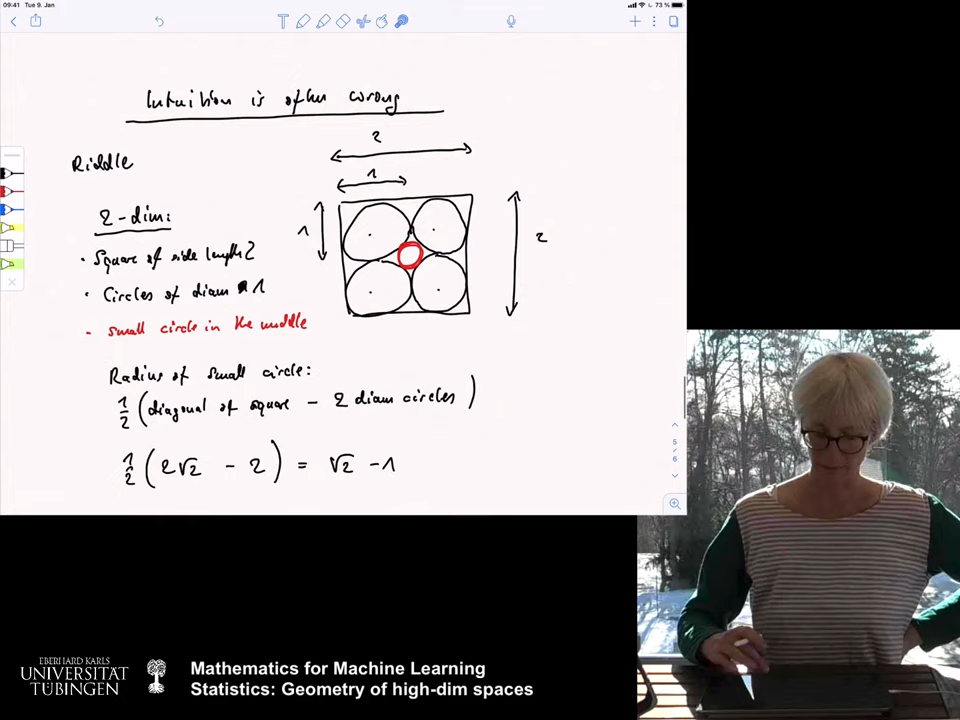 09:41 Tue 9. Jan
73 %
Intuition is often wrong
Riddle
2
1
2-dim:
1
2
· Square of side length 2
· Circles of diam 1
- small circle in the middle
Radius of small circle:
1/2 (diagonal of square - 2 diam circles)
1/2 (2√2 - 2) = √2 - 1
5
/
6
EBERHARD KARLS
UNIVERSITÄT
TÜBINGEN
Mathematics for Machine Learning
Statistics: Geometry of high-dim spaces